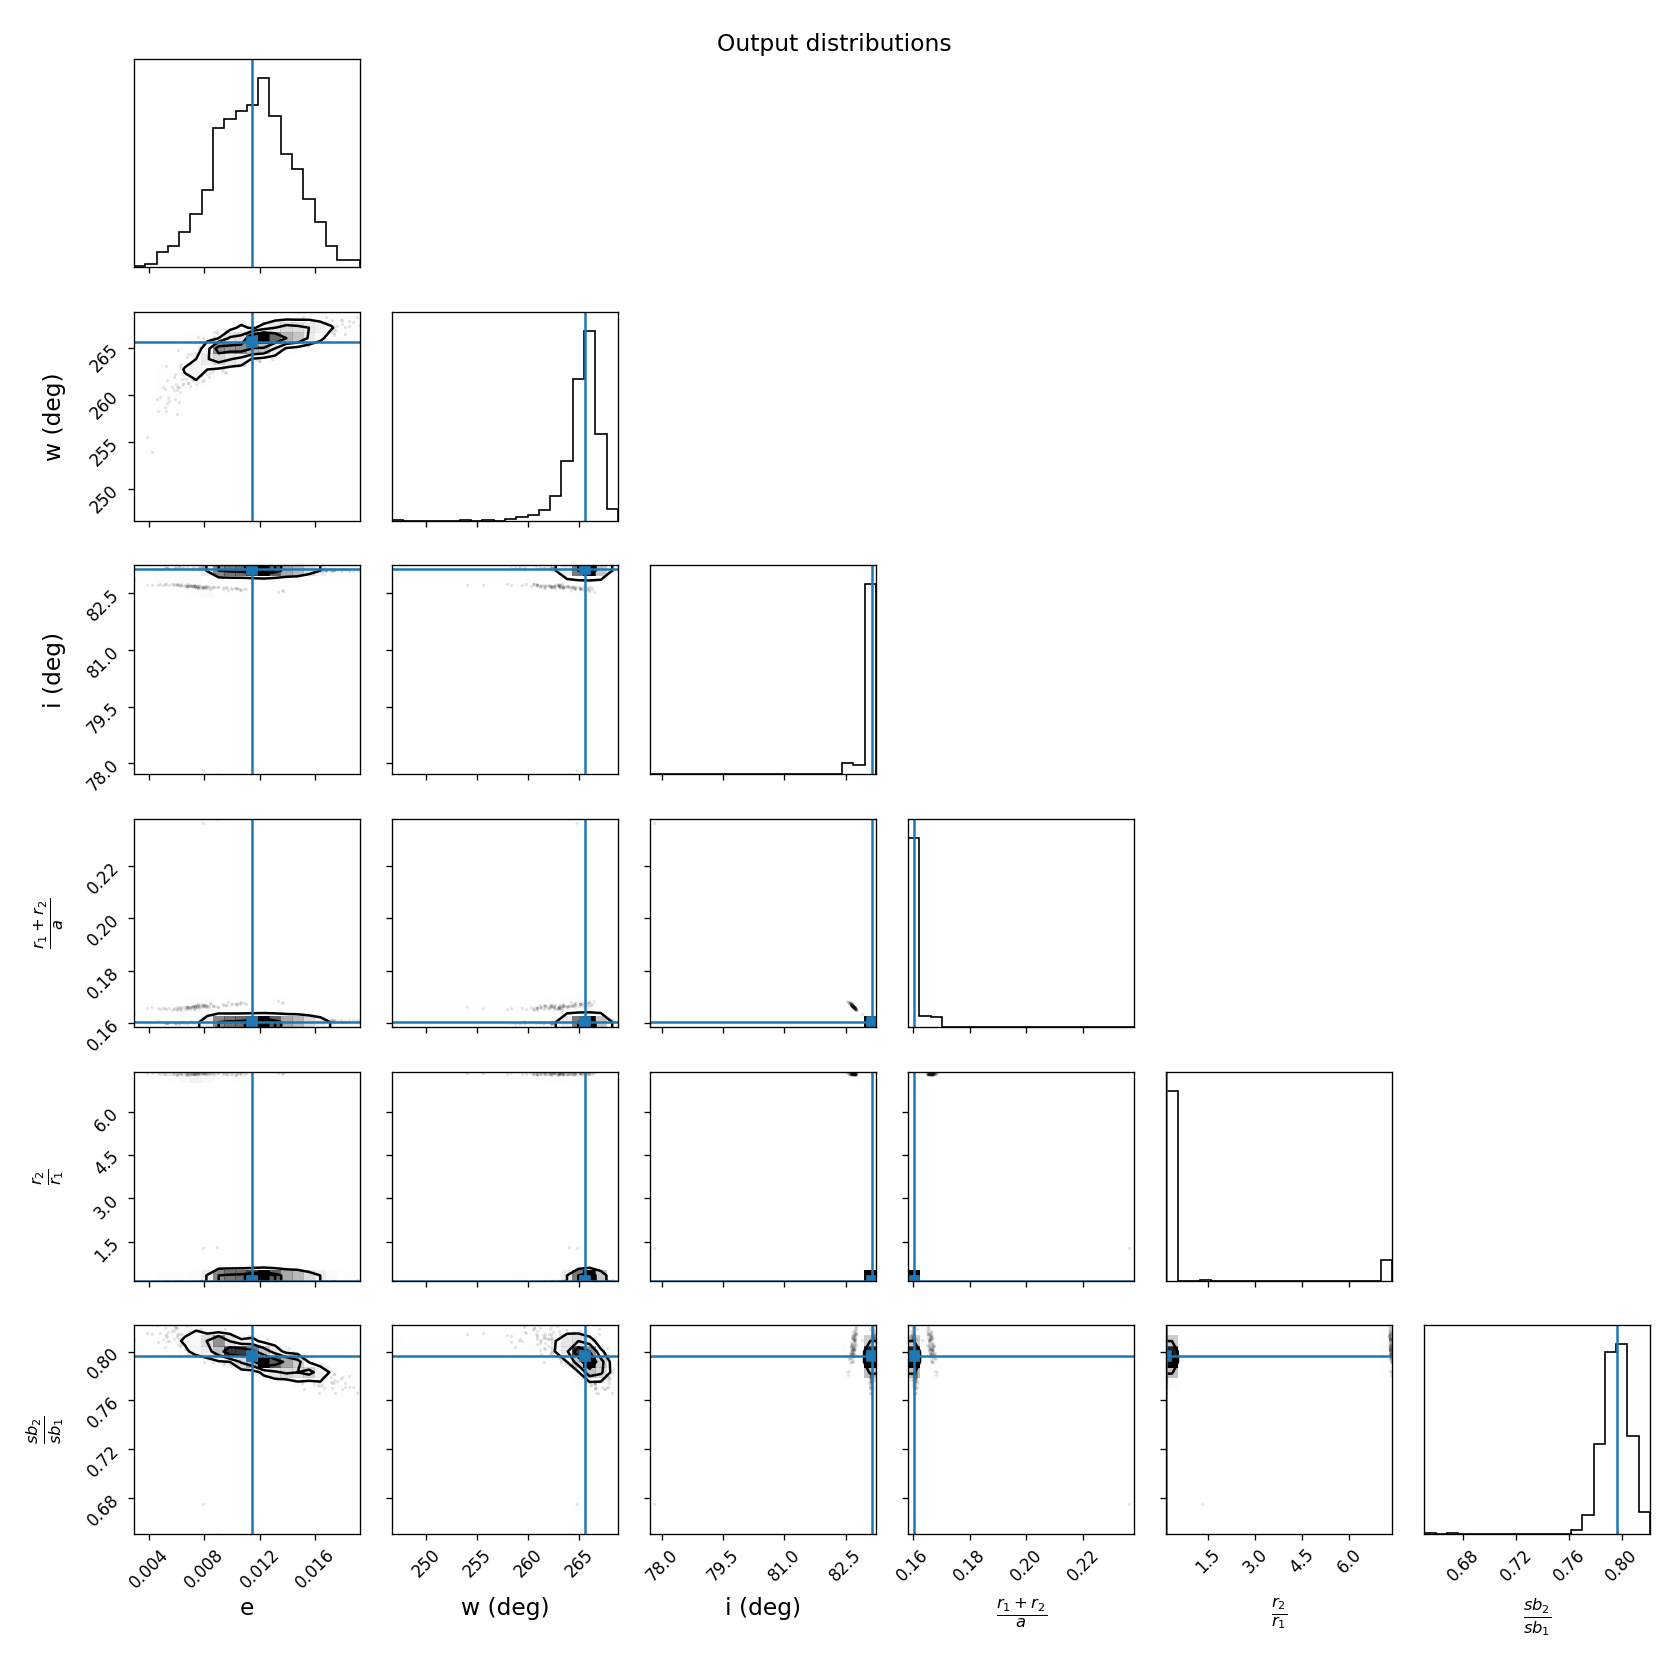 Output distributions
w (deg)
265
260
255
250
i (deg)
82.5
81.0
79.5
78.0
r₁ + r₂
a
0.22
0.20
0.18
0.16
r₂
r₁
6.0
4.5
3.0
1.5
sb₂
sb₁
0.80
0.76
0.72
0.68
0.004 0.008 0.012 0.016 250 255 260 265 78.0 79.5 81.0 82.5 0.16 0.18 0.20 0.22 1.5 3.0 4.5 6.0 0.68 0.72 0.76 0.80
e w (deg) i (deg) r₁ + r₂ r₂ sb₂
a r₁ sb₁